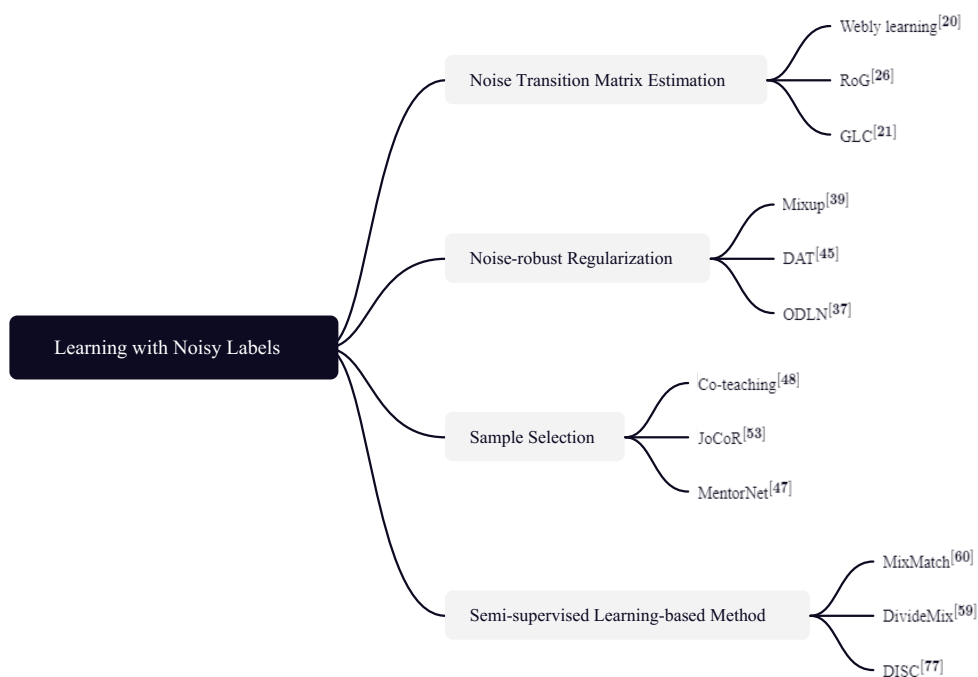 Learning with Noisy Labels
Noise Transition Matrix Estimation
Webly learning[20]
RoG[26]
GLC[21]
Noise-robust Regularization
Mixup[39]
DAT[45]
ODLN[37]
Sample Selection
Co-teaching[48]
JoCoR[53]
MentorNet[47]
Semi-supervised Learning-based Method
MixMatch[60]
DivideMix[59]
DISC[77]